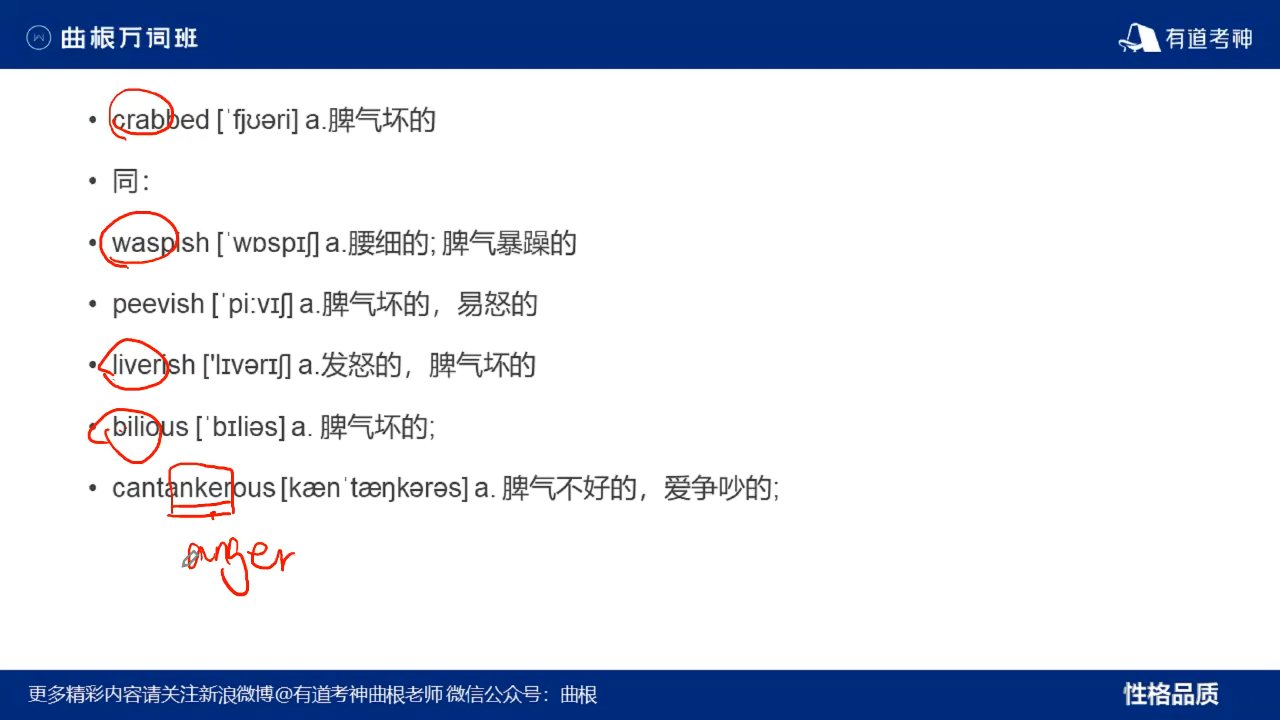 曲根万词班
有道考神
• crabbed [ˈfjʊəri] a.脾气坏的
• 同：
• waspish [ˈwɒspɪʃ] a.腰细的; 脾气暴躁的
• peevish [ˈpiːvɪʃ] a.脾气坏的，易怒的
• liverish ['lɪvərɪʃ] a.发怒的，脾气坏的
• bilious [ˈbɪliəs] a. 脾气坏的;
• cantankerous [kænˈtæŋkərəs] a. 脾气不好的，爱争吵的;
anger
更多精彩内容请关注新浪微博@有道考神曲根老师 微信公众号：曲根
性格品质